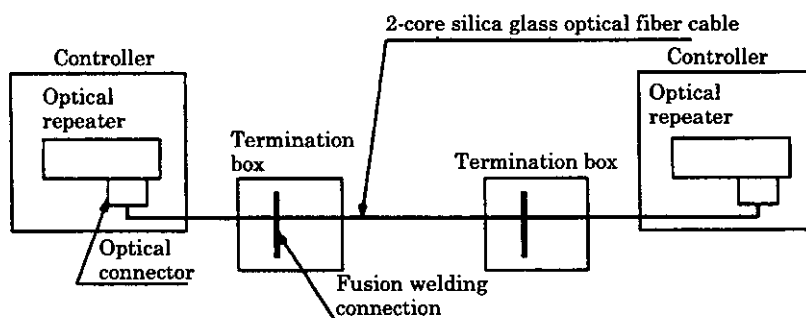 2-core silica glass optical fiber cable
Controller
Controller
Optical
repeater
Optical
repeater
Termination
box
Termination box
Optical
connector
Fusion welding
connection